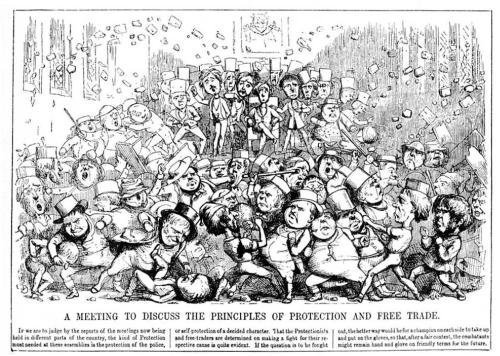 A MEETING TO DISCUSS THE PRINCIPLES OF PROTECTION AND FREE TRADE.
If we are to judge by the reports of the meetings now being
held in different parts of the country, the kind of Protection
most needed at these assemblies is the protection of the police,
or self-protection of a decided character. That the Protectionists
and free-traders are determined on making a fight for their re-
spective cause is quite evident. If the question is to be fought
out, the better way would be for a champion on each side to take up
and put on the gloves, so that, after a fair contest, the combatants
might remain hand and glove on friendly terms for the future.